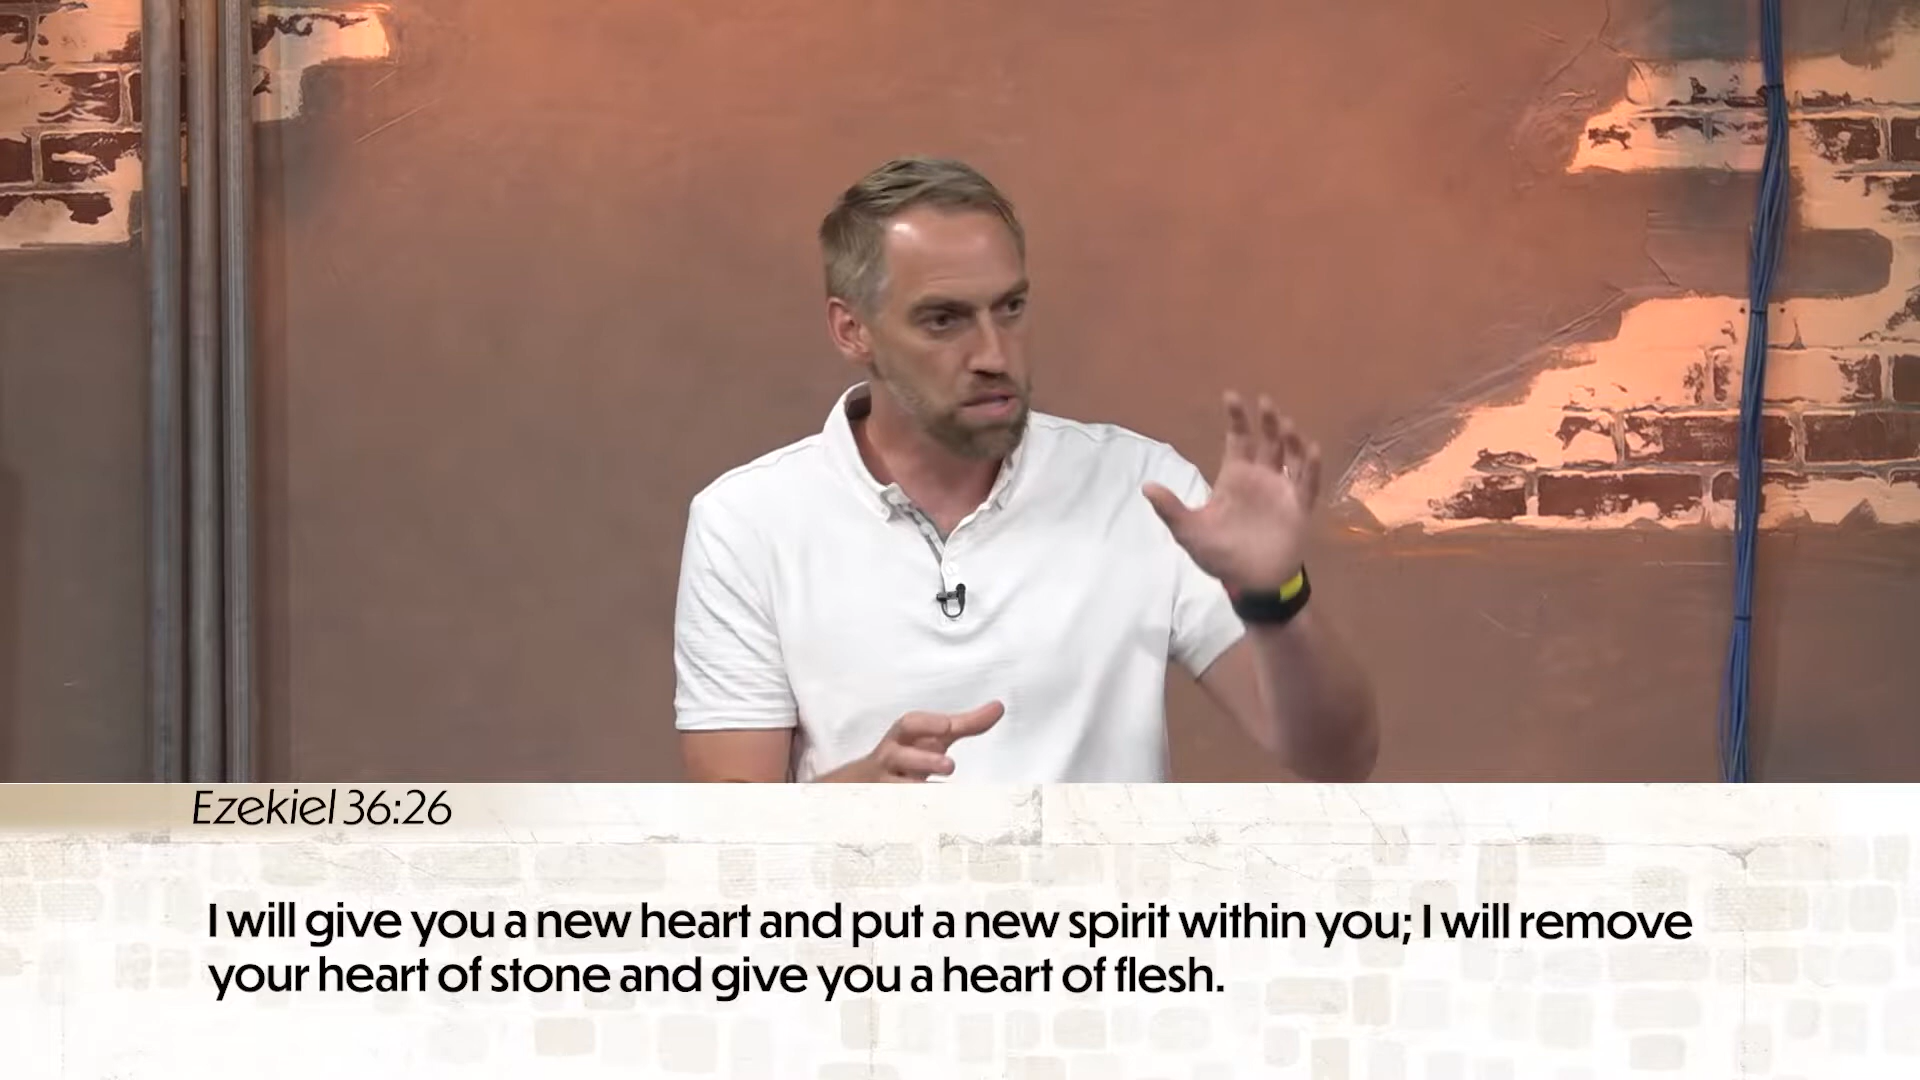 Ezekiel 36:26
I will give you a new heart and put a new spirit within you; I will remove
your heart of stone and give you a heart of flesh.